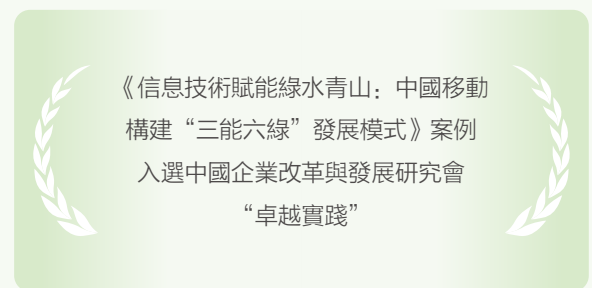 《信息技術賦能綠水青山：中國移動
構建“三能六綠”發展模式》案例
入選中國企業改革與發展研究會
“卓越實踐”